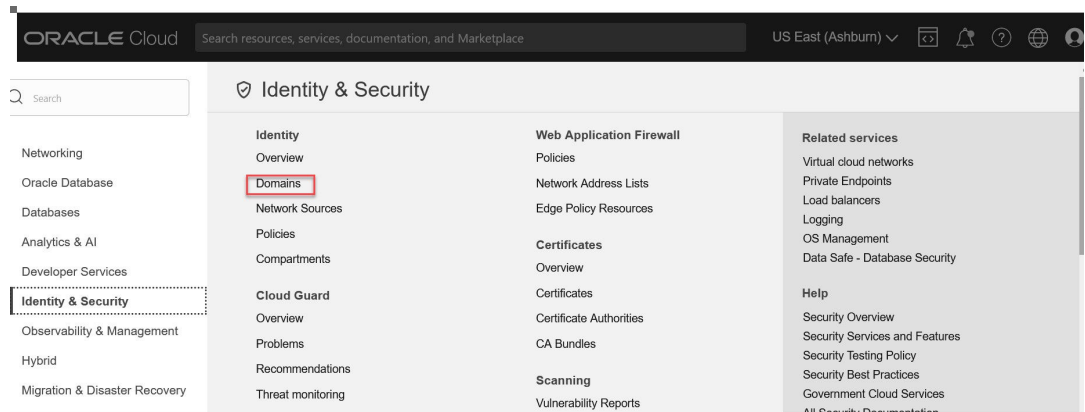 ORACLE Cloud
Search resources, services, documentation, and Marketplace
US East (Ashburn)
Search
Networking
Oracle Database
Databases
Analytics & AI
Developer Services
Identity & Security
Observability & Management
Hybrid
Migration & Disaster Recovery
Identity & Security
Identity
Overview
Domains
Network Sources
Policies
Compartments
Cloud Guard
Overview
Problems
Recommendations
Threat monitoring
Web Application Firewall
Policies
Network Address Lists
Edge Policy Resources
Certificates
Overview
Certificates
Certificate Authorities
CA Bundles
Scanning
Vulnerability Reports
Related services
Virtual cloud networks
Private Endpoints
Load balancers
Logging
OS Management
Data Safe - Database Security
Help
Security Overview
Security Services and Features
Security Testing Policy
Security Best Practices
Government Cloud Services
All Security Documentation